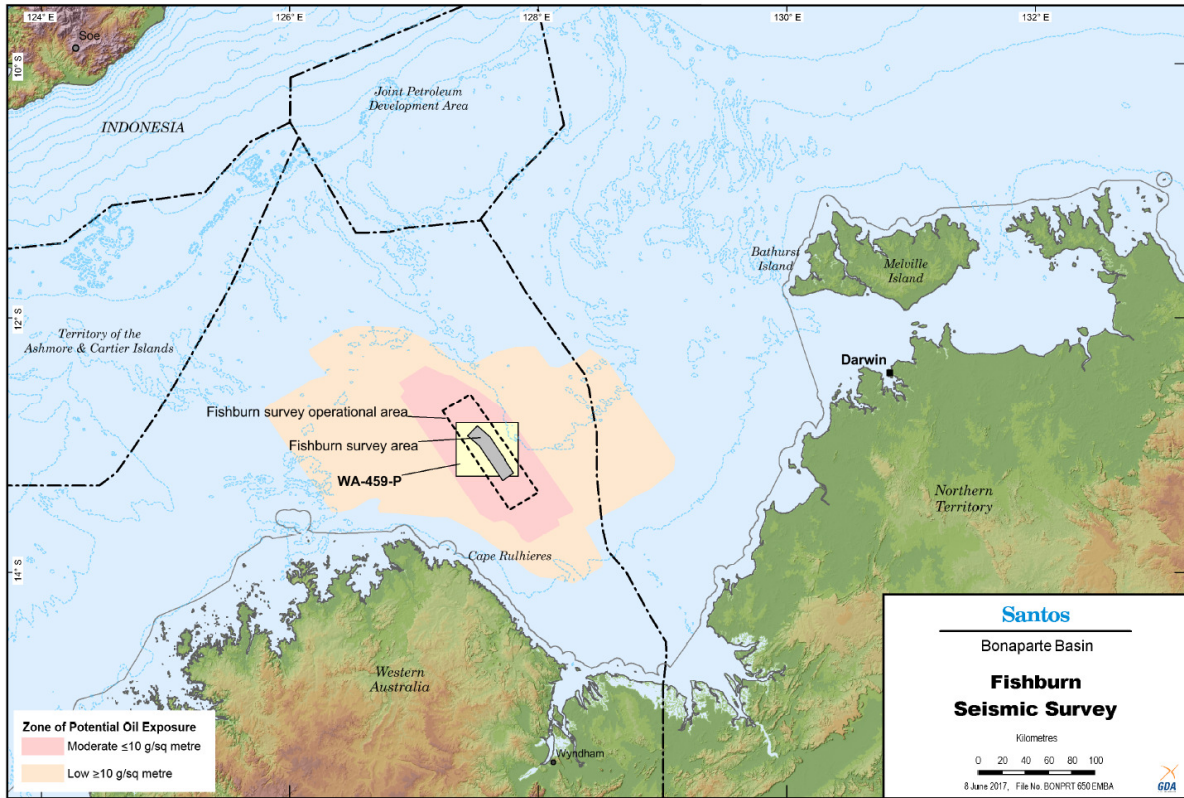 124° E
126° E
128° E
130° E
132° E
Soe
10° S
Joint Petroleum
Development Area
INDONESIA
Bathurst
Island
Melville
Island
12° S
Territory of the
Ashmore & Cartier Islands
Darwin
Fishburn survey operational area
Fishburn survey area
WA-459-P
Northern
Territory
Cape Rulhieres
14° S
Western
Australia
Wyndham
Zone of Potential Oil Exposure
Moderate ≤10 g/sq metre
Low ≥10 g/sq metre
Santos
Bonaparte Basin
Fishburn
Seismic Survey
Kilometres
0 20 40 60 80 100
8 June 2017, File No. BONPRT 650 EMBA
GDA